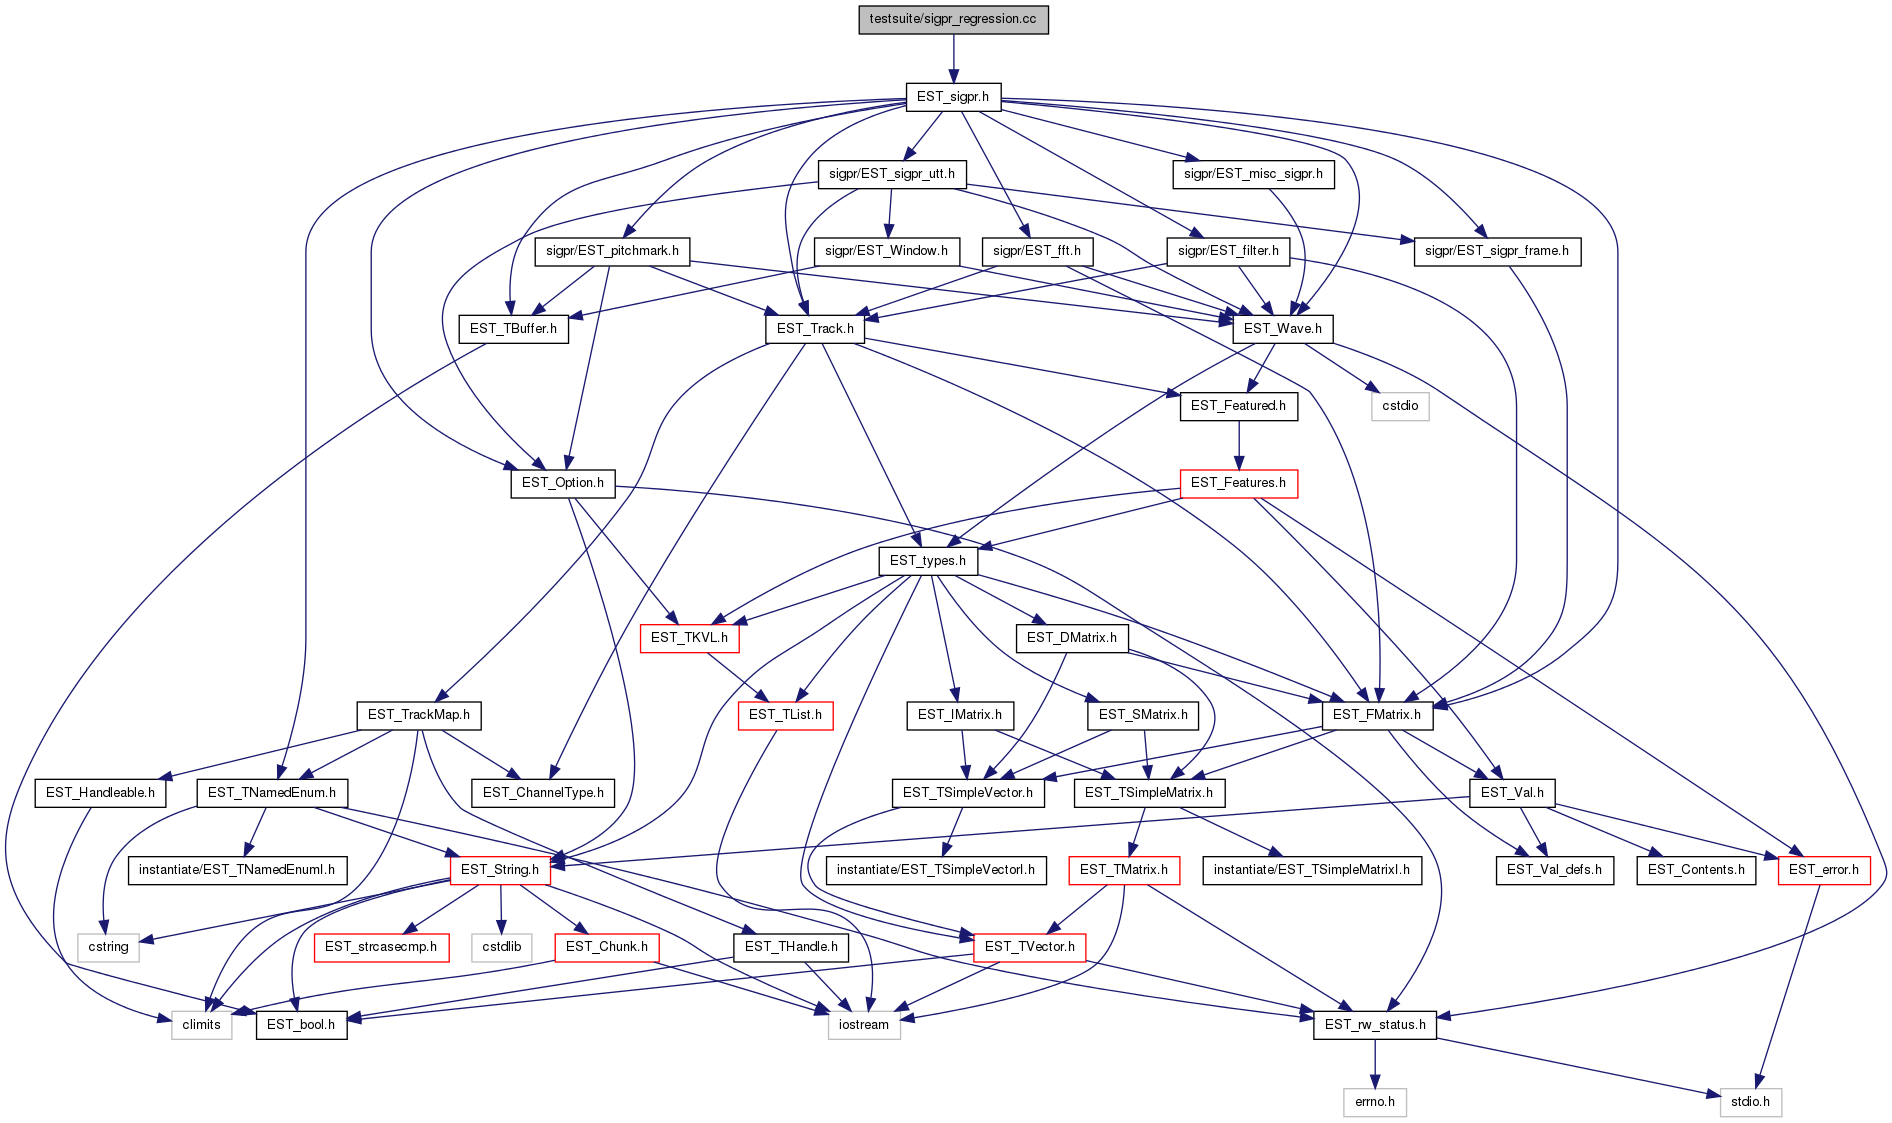 testsuite/sigpr_regression.cc
EST_sigpr.h
sigpr/EST_sigpr_utt.h
sigpr/EST_misc_sigpr.h
sigpr/EST_pitchmark.h
sigpr/EST_Window.h
sigpr/EST_fft.h
sigpr/EST_filter.h
sigpr/EST_sigpr_frame.h
EST_TBuffer.h
EST_Track.h
EST_Wave.h
EST_Featured.h
cstdio
EST_Option.h
EST_Features.h
EST_types.h
EST_TKVL.h
EST_DMatrix.h
EST_TrackMap.h
EST_TList.h
EST_IMatrix.h
EST_SMatrix.h
EST_FMatrix.h
EST_Handleable.h
EST_TNamedEnum.h
EST_ChannelType.h
EST_TSimpleVector.h
EST_TSimpleMatrix.h
EST_Val.h
instantiate/EST_TNamedEnumI.h
EST_String.h
instantiate/EST_TSimpleVectorI.h
EST_TMatrix.h
instantiate/EST_TSimpleMatrixI.h
EST_Val_defs.h
EST_Contents.h
EST_error.h
cstring
EST_strcasecmp.h
cstdlib
EST_Chunk.h
EST_THandle.h
EST_TVector.h
climits
EST_bool.h
iostream
EST_rw_status.h
errno.h
stdio.h